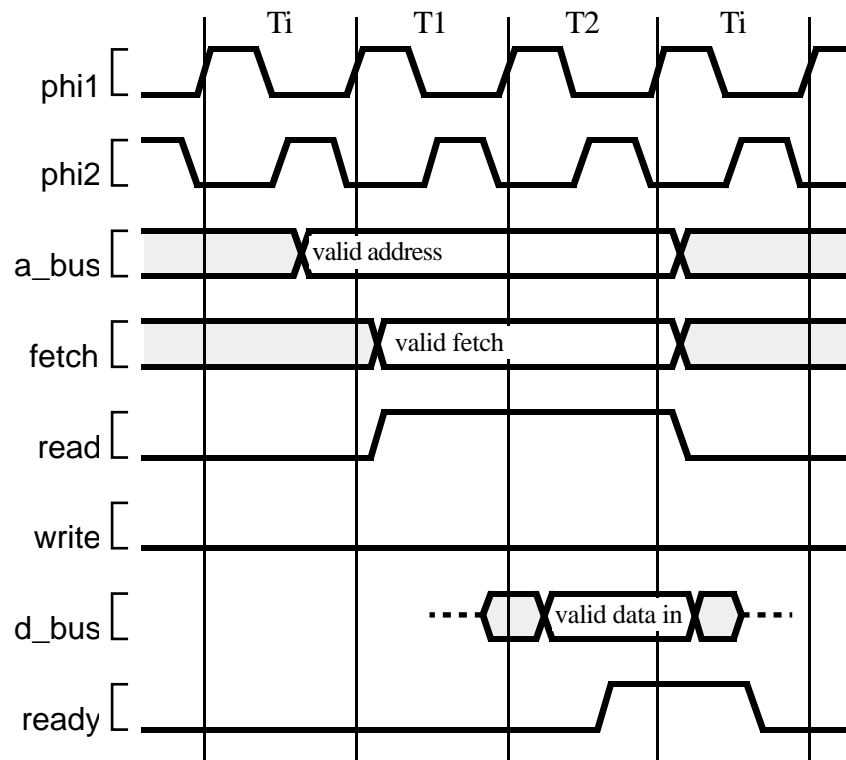 Ti T1 T2 Ti
phi1
phi2
a_bus valid address
fetch valid fetch
read
write
d_bus valid data in
ready